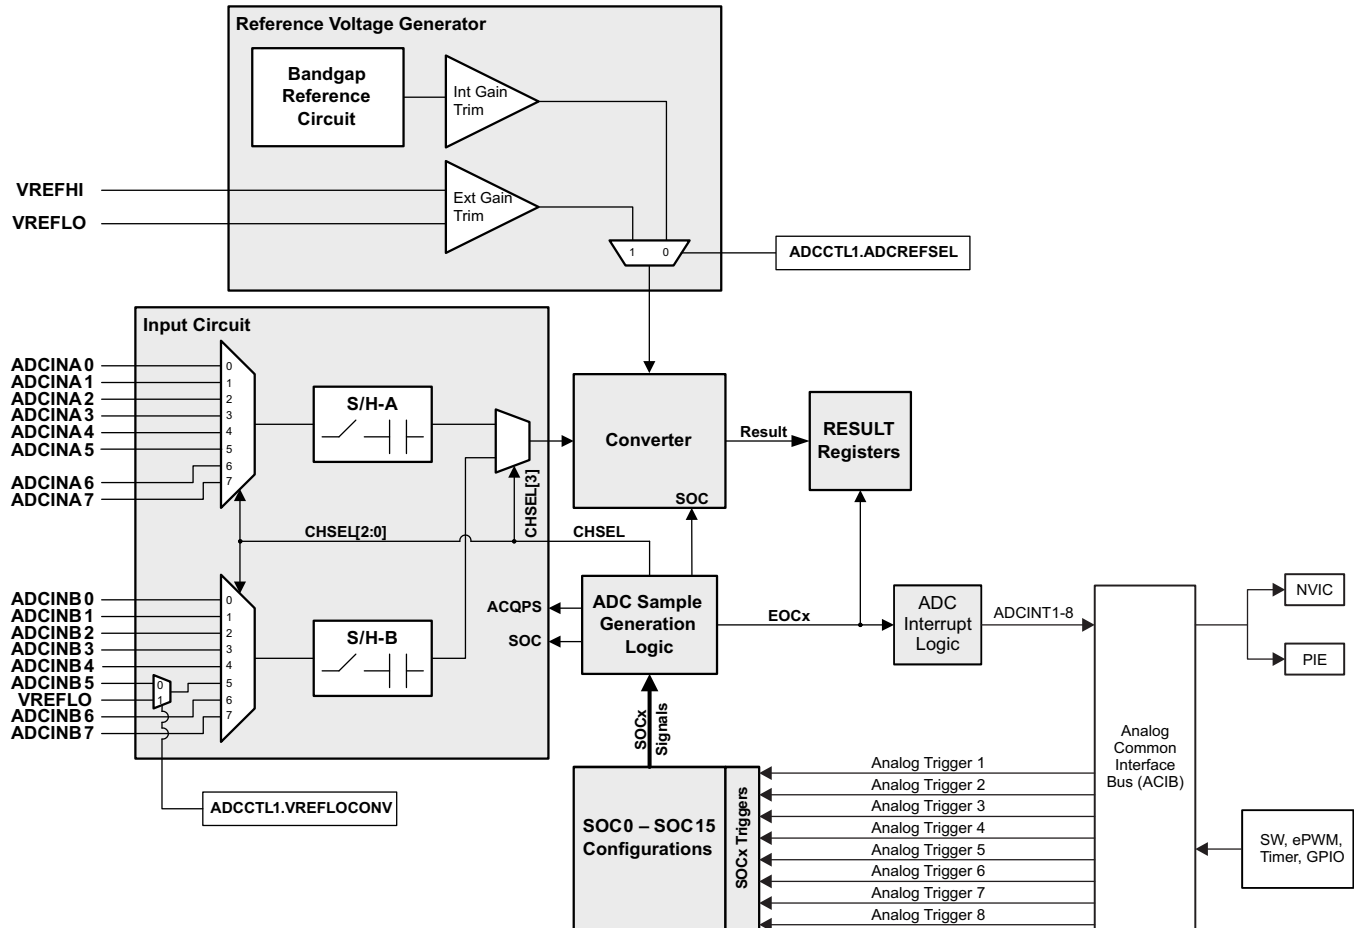 Reference Voltage Generator
Bandgap
Reference
Circuit
Int Gain
Trim
VREFHI
VREFLO
Ext Gain
Trim
1 0
ADCCTL1.ADCREFSEL
Input Circuit
ADCINA 0
ADCINA 1
ADCINA 2
ADCINA 3
ADCINA 4
ADCINA 5
ADCINA 6
ADCINA 7
0
1
2
3
4
5
6
7
S/H-A
CHSEL[3]
CHSEL[2:0]
CHSEL
Converter
SOC
Result
RESULT
Registers
ADCINB 0
ADCINB 1
ADCINB 2
ADCINB 3
ADCINB 4
ADCINB 5
VREFLO
ADCINB 6
ADCINB 7
0
1
0
1
2
3
4
5
6
7
S/H-B
ACQPS
SOC
ADC Sample
Generation
Logic
EOCx
ADC
Interrupt
Logic
ADCINT1-8
NVIC
PIE
ADCCTL1.VREFLOCONV
SOCx
Signals
SOC0 – SOC15
Configurations
SOCx Triggers
Analog Trigger 1
Analog Trigger 2
Analog Trigger 3
Analog Trigger 4
Analog Trigger 5
Analog Trigger 6
Analog Trigger 7
Analog Trigger 8
Analog
Common
Interface
Bus (ACIB)
SW, ePWM,
Timer, GPIO